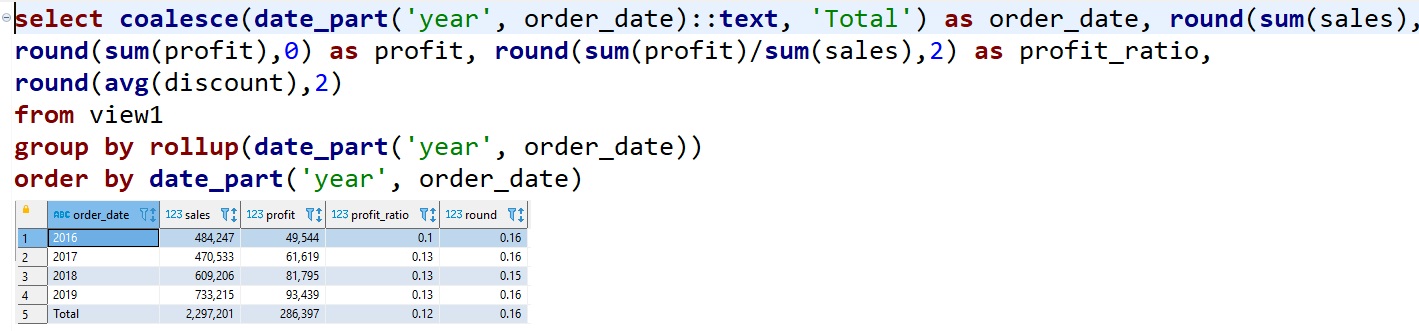 select coalesce(date_part('year', order_date)::text, 'Total') as order_date, round(sum(sales),
round(sum(profit),0) as profit, round(sum(profit)/sum(sales),2) as profit_ratio,
round(avg(discount),2)
from view1
group by rollup(date_part('year', order_date))
order by date_part('year', order_date)
ABC order_date 123 sales 123 profit 123 profit_ratio 123 round
1 2016 484,247 49,544 0.1 0.16
2 2017 470,533 61,619 0.13 0.16
3 2018 609,206 81,795 0.13 0.15
4 2019 733,215 93,439 0.13 0.16
5 Total 2,297,201 286,397 0.12 0.16